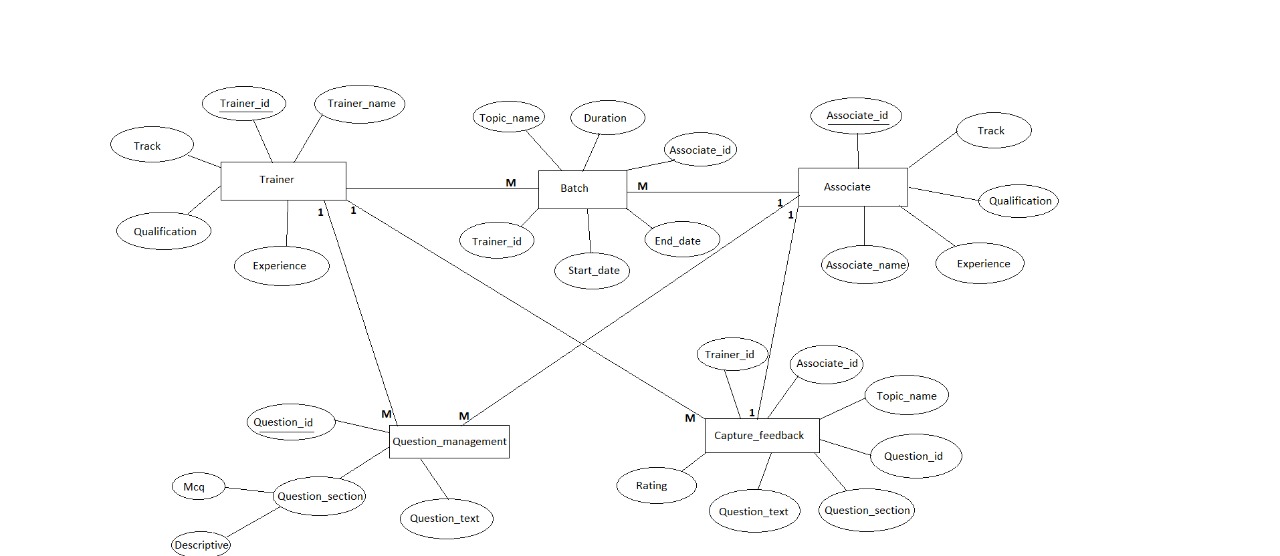 Trainer_id
Trainer_name
Track
Trainer
Qualification
Experience
1
1
M
Topic_name
Duration
Associate_id
Batch
M
Trainer_id
Start_date
End_date
Associate_id
Track
Associate
Qualification
1
1
Associate_name
Experience
Question_id
M
M
Question_management
Mcq
Question_section
Descriptive
Question_text
Trainer_id
Associate_id
Topic_name
M
1
Capture_feedback
Question_id
Rating
Question_text
Question_section